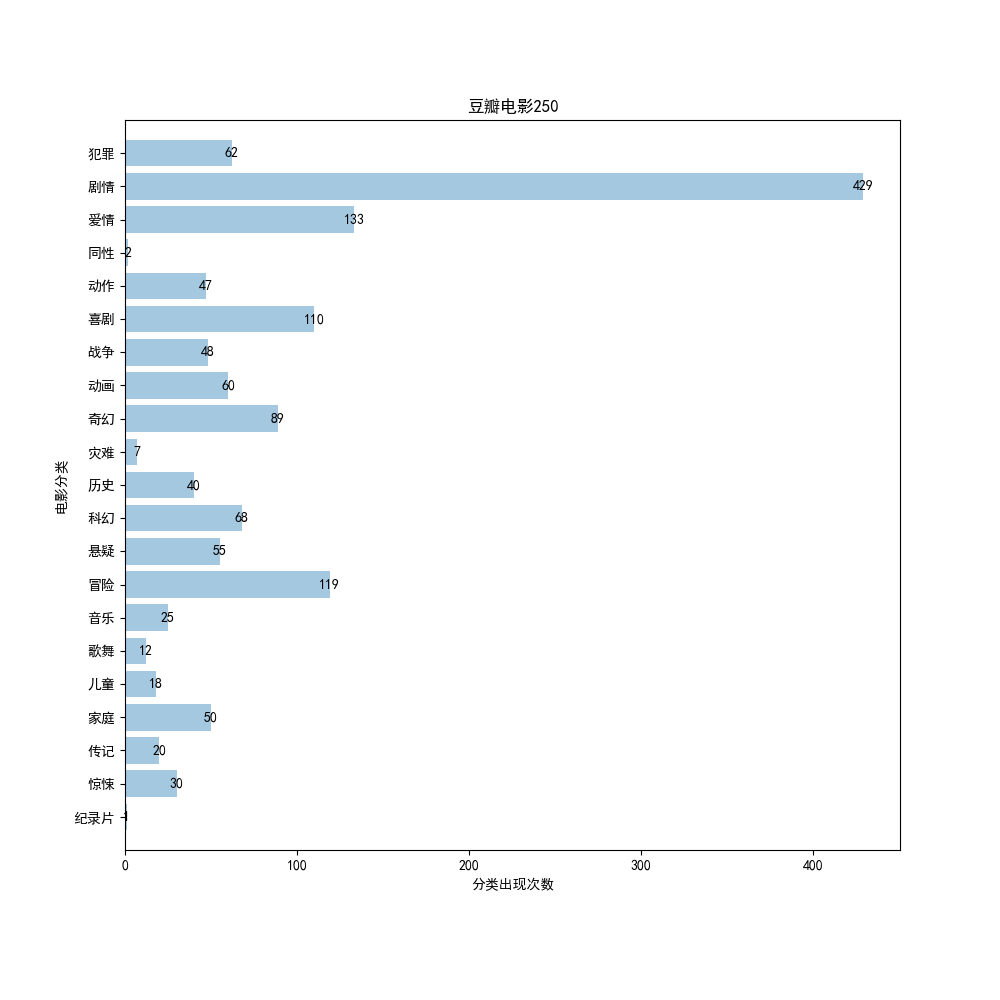 豆瓣电影250
犯罪 62
剧情 429
爱情 133
同性 2
动作 47
喜剧 110
战争 48
动画 60
奇幻 89
灾难 7
历史 40
科幻 68
悬疑 55
冒险 119
音乐 25
歌舞 12
儿童 18
家庭 50
传记 20
惊悚 30
纪录片 1
电影分类
0 100 200 300 400
分类出现次数